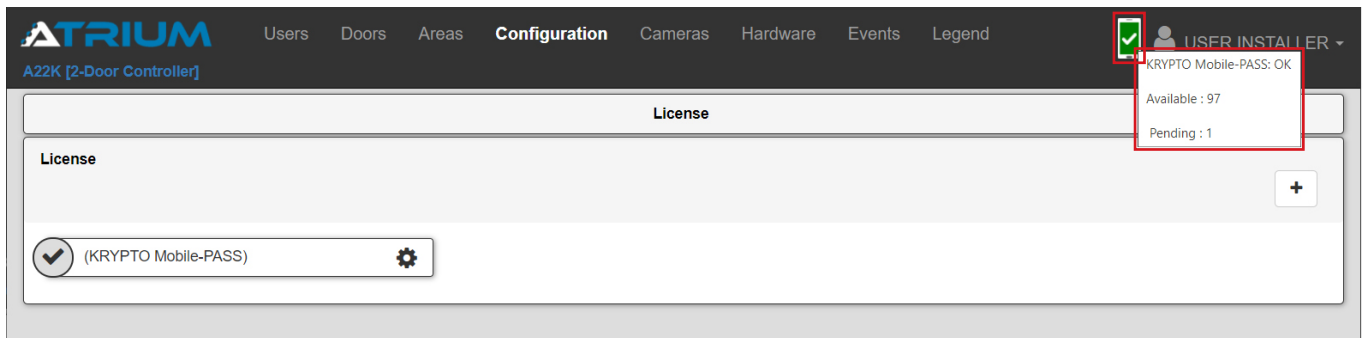 ATRIUM
Users Doors Areas Configuration Cameras Hardware Events Legend
USER INSTALLER
A22K [2-Door Controller]
KRYPTO Mobile-PASS: OK
Available : 97
Pending : 1
License
License
+
(KRYPTO Mobile-PASS)